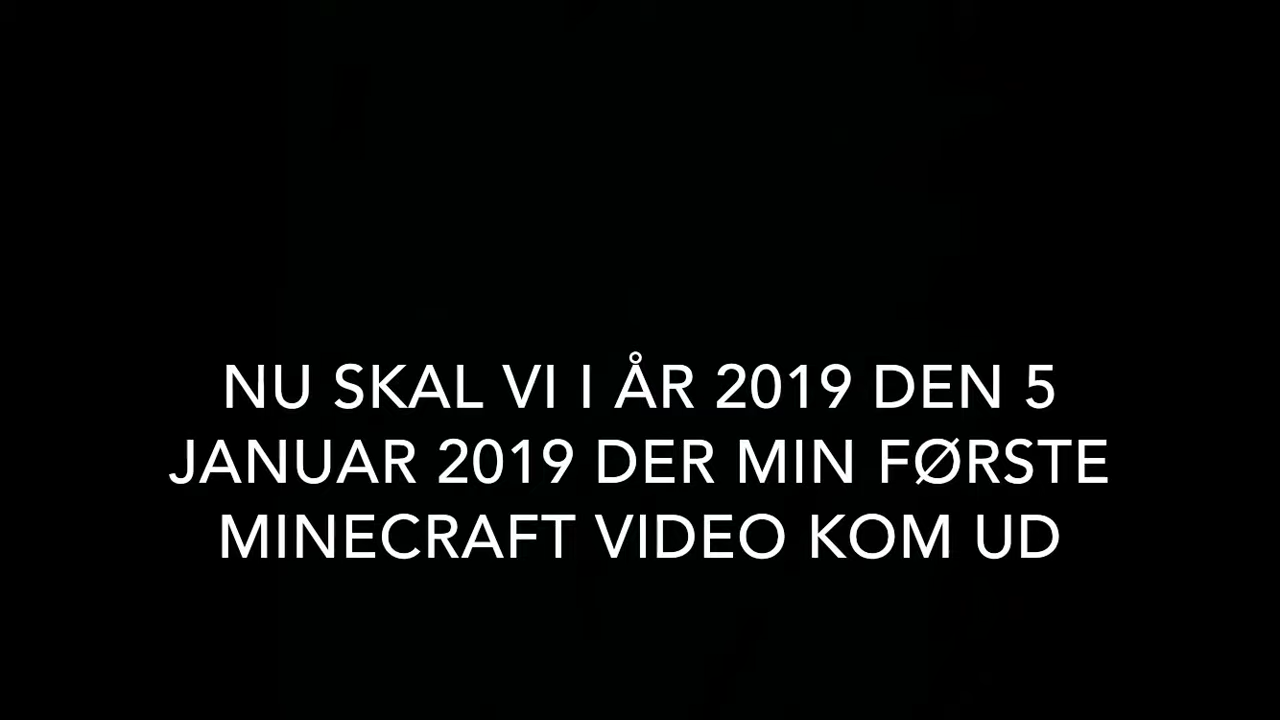 NU SKAL VI I ÅR 2019 DEN 5
JANUAR 2019 DER MIN FØRSTE
MINECRAFT VIDEO KOM UD